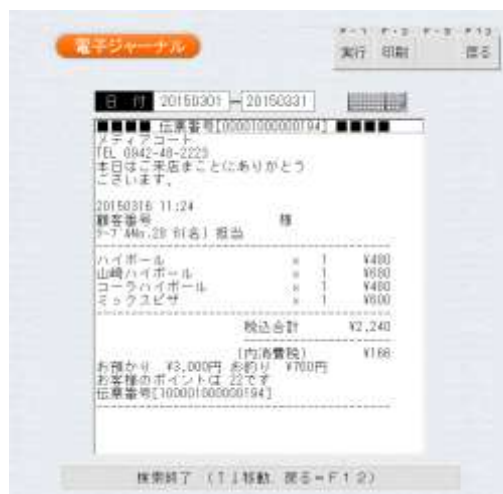 電子ジャーナル
F-1 F-2 F-3 F12
実行 印刷 戻る
日 付 20150301 - 20150331
■■■■ 伝票番号[00001000000194] ■■■■
メディアコート
TEL 0942-48-2223
本日はご来店まことにありがとう
ございます。
20150316 11:24
顧客番号 様
担当
ハイボール × 1 ¥480
山崎ハイボール × 1 ¥680
コーラハイボール × 1 ¥480
ミックスピザ × 1 ¥600
税込合計 ¥2,240
(内消費税) ¥166
お預かり ¥3,000円 お釣り ¥760円
お客様のポイントは 22です
伝票番号[100001000000194]
検索終了 (↑↓移動 戻る=F12)